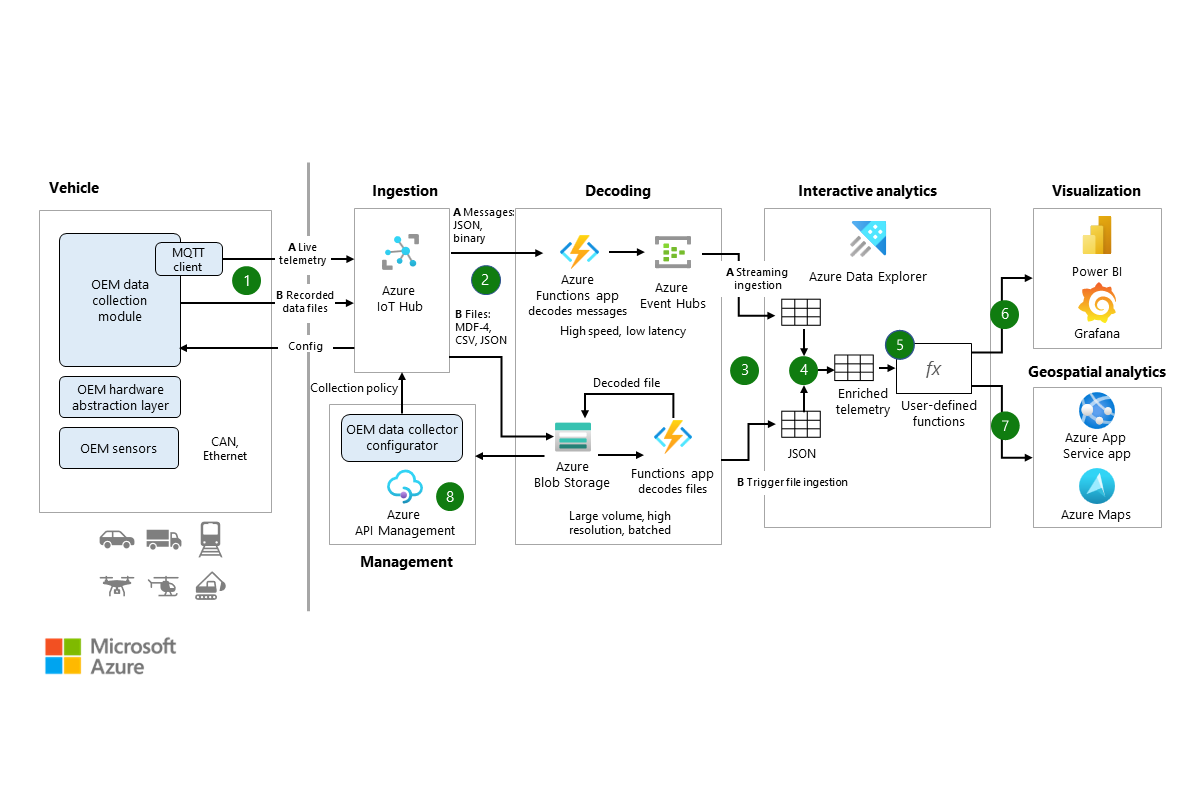 Vehicle
Ingestion
Decoding
Interactive analytics
Visualization
OEM data
collection
module
MQTT
client
1
OEM hardware
abstraction layer
OEM sensors
CAN,
Ethernet
A Live
telemetry
B Recorded
data files
Config
Azure
IoT Hub
Collection policy
OEM data collector
configurator
Azure
API Management
8
Management
A Messages:
JSON,
binary
2
B Files:
MDF-4,
CSV, JSON
Azure
Functions app
decodes messages
Azure
Event Hubs
High speed, low latency
Decoded file
Azure
Blob Storage
Functions app
decodes files
Large volume, high
resolution, batched
A Streaming
ingestion
3
B Trigger file ingestion
Azure Data Explorer
4
JSON
Enriched
telemetry
5
fx
User-defined
functions
6
7
Power BI
Grafana
Geospatial analytics
Azure App
Service app
Azure Maps
Microsoft
Azure